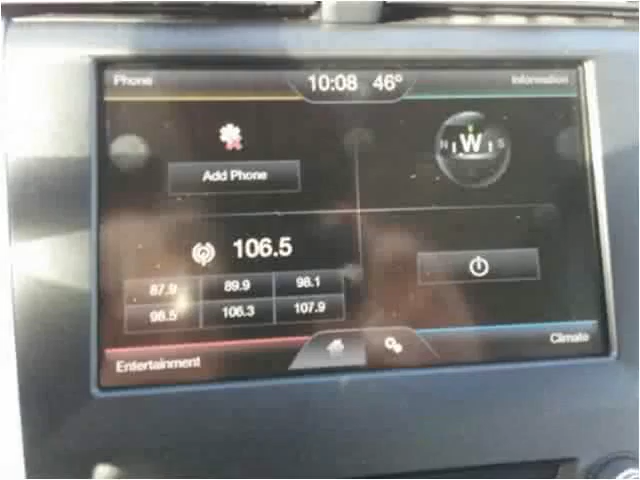 Phone 10:08 46° Information
N W S
Add Phone
106.5
87.9 89.9 98.1
98.5 106.3 107.9
Entertainment Climate